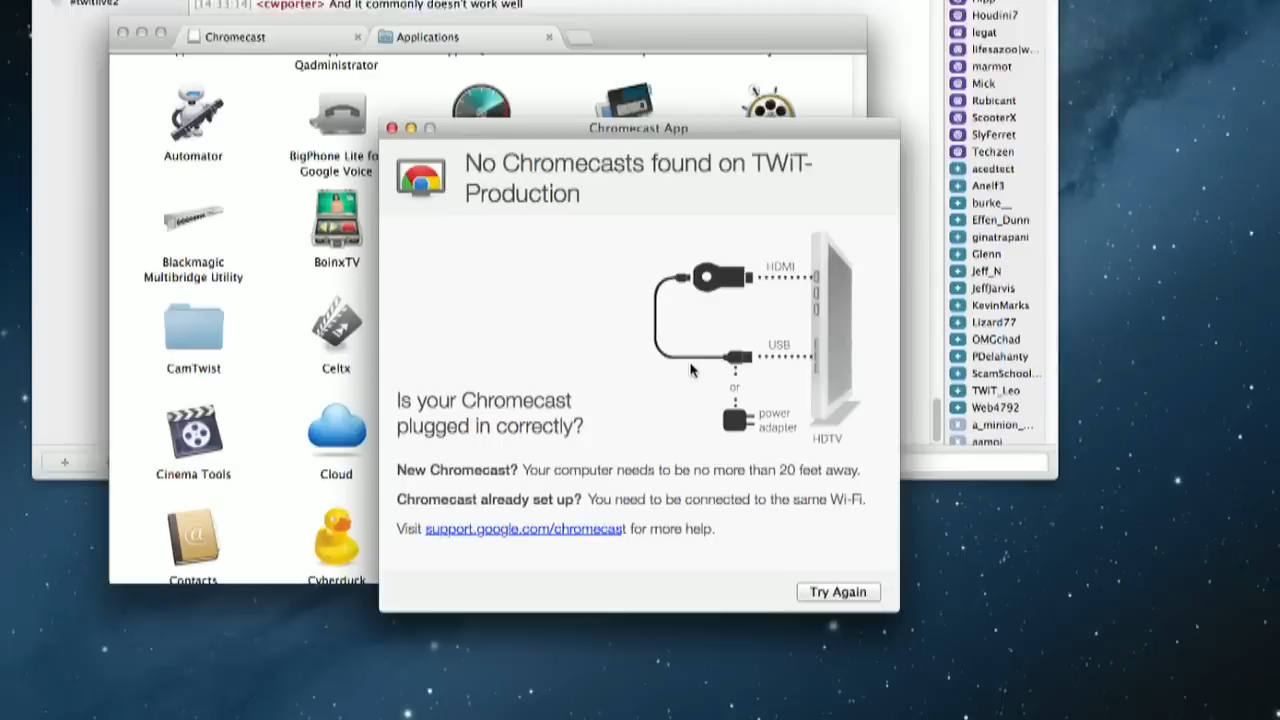 #twitlive2
[14:13:14] <cwporter> And it commonly doesn't work well
Chromecast
Applications
Qadministrator
Automator
BigPhone Lite fo
Google Voice
Blackmagic
Multibridge Utility
BoinxTV
CamTwist
Celtx
Cinema Tools
Cloud
Contacts
Cyberduck
Chromecast App
No Chromecasts found on TWiT-
Production
HDMI
USB
or
power
adapter
HDTV
Is your Chromecast
plugged in correctly?
New Chromecast? Your computer needs to be no more than 20 feet away.
Chromecast already set up? You need to be connected to the same Wi-Fi.
Visit support.google.com/chromecast for more help.
Try Again
Houdini7
legat
lifesazoo|w...
marmot
Mick
Rubicant
ScooterX
SlyFerret
Techzen
acedtect
Anelf3
burke__
Effen_Dunn
ginatrapani
Glenn
Jeff_N
JeffJarvis
KevinMarks
Lizard77
OMGchad
PDelahanty
ScamSchool...
TWiT_Leo
Web4792
a_minion_...